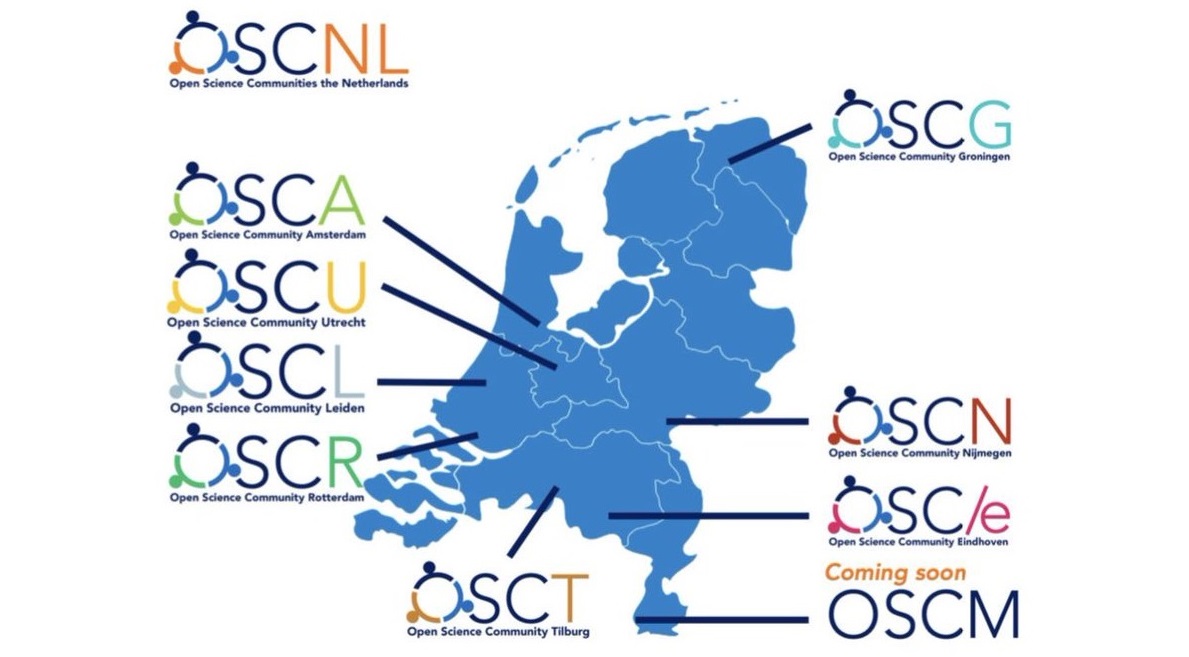 OSCNL
Open Science Communities the Netherlands
OSCG
Open Science Community Groningen
OSCA
Open Science Community Amsterdam
OSCU
Open Science Community Utrecht
OSCL
Open Science Community Leiden
OSCR
Open Science Community Rotterdam
OSCN
Open Science Community Nijmegen
OSC/e
Open Science Community Eindhoven
OSCT
Open Science Community Tilburg
Coming soon
OSCM